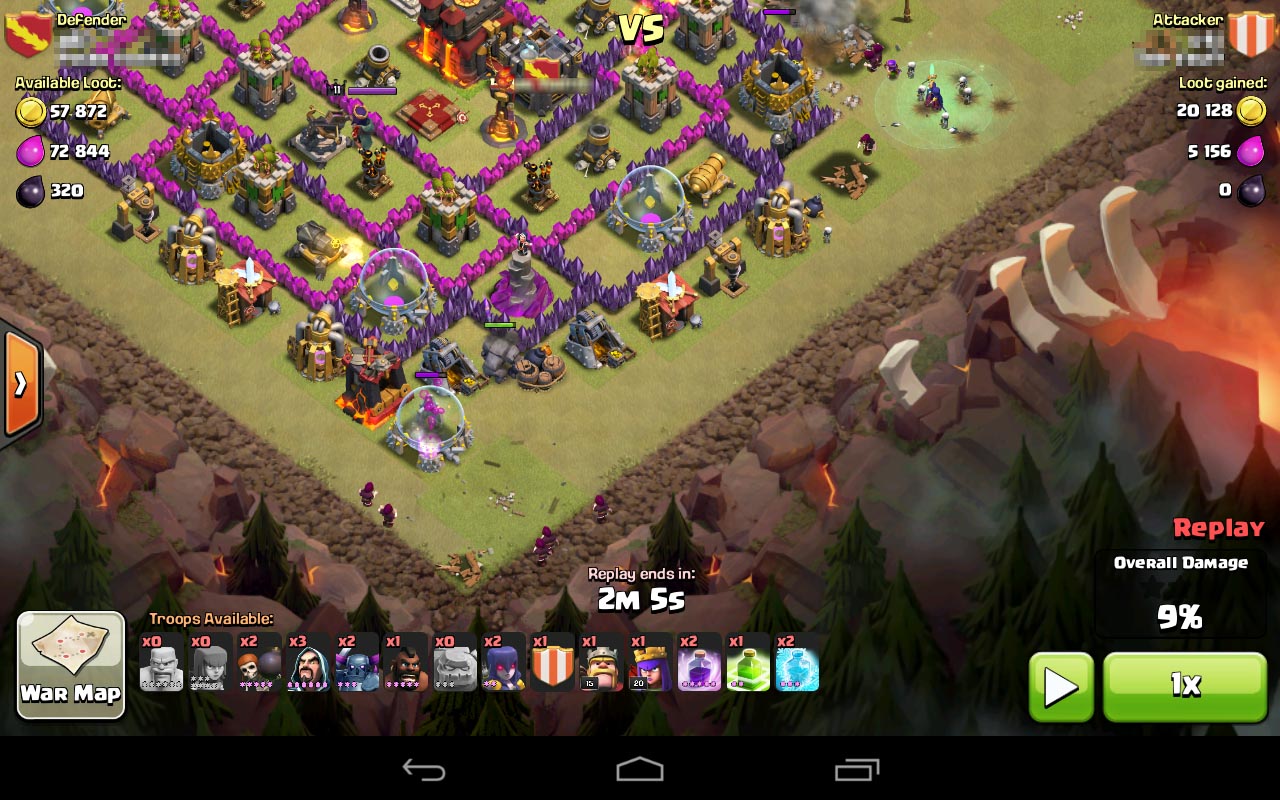 Defender
VS
Attacker
Available Loot:
57 872
72 844
320
Loot gained:
20 128
5 156
0
11
Replay
Overall Damage
9%
Replay ends in:
2M 5S
Troops Available:
x0 x0 x2 x3 x2 x1 x0 x2 x1 x1 x1 x2 x1 x2
15 20
War Map
1x